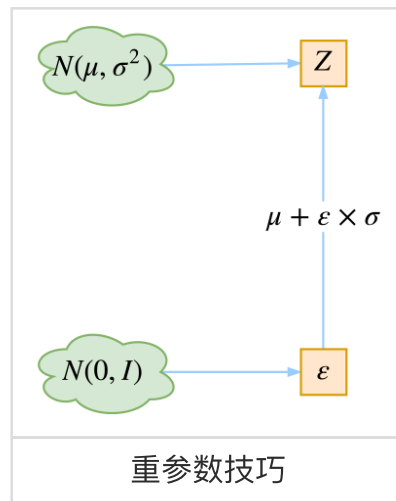 N(μ, σ²)
Z
μ + ε × σ
N(0, I)
ε
重参数技巧